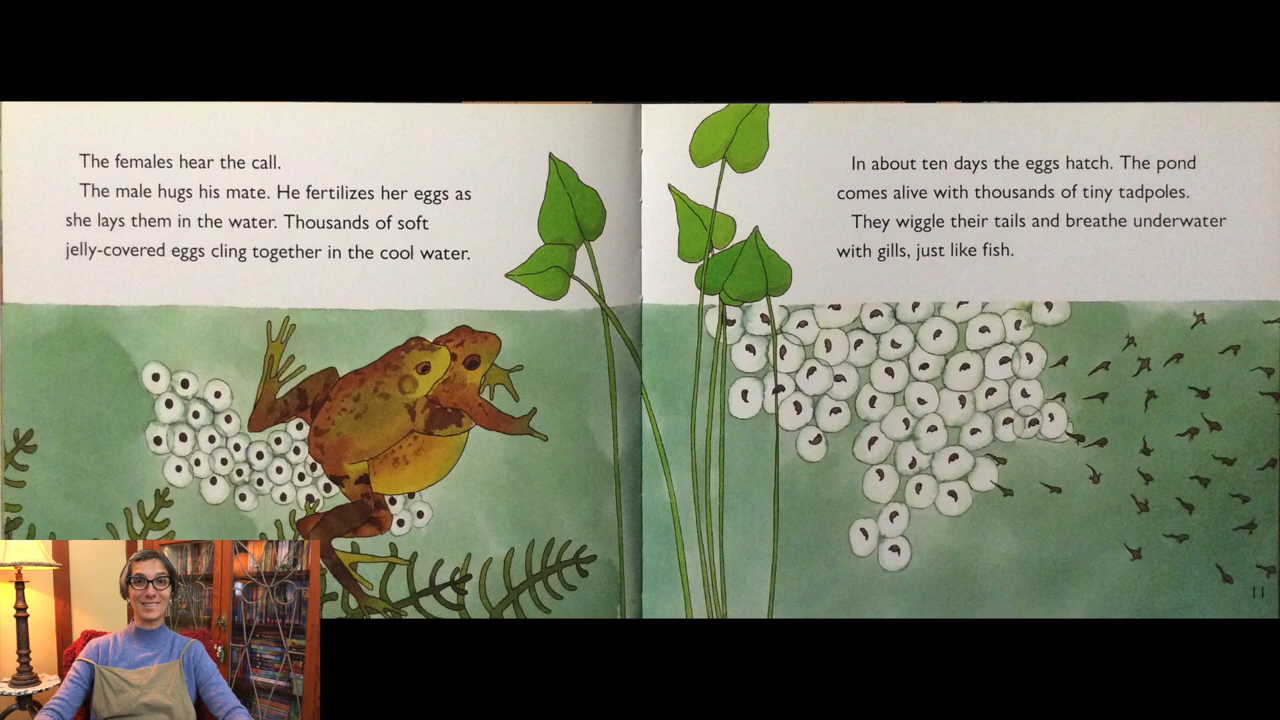 The females hear the call.
The male hugs his mate. He fertilizes her eggs as
she lays them in the water. Thousands of soft
jelly-covered eggs cling together in the cool water.
In about ten days the eggs hatch. The pond
comes alive with thousands of tiny tadpoles.
They wiggle their tails and breathe underwater
with gills, just like fish.
11